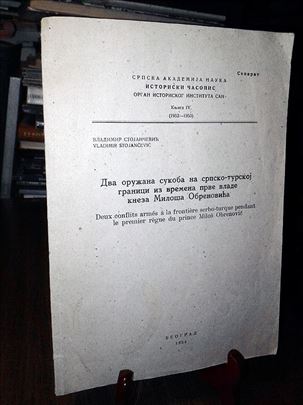 Сепарат
СРПСКА АКАДЕМИЈА НАУКА
ИСТОРИСКИ ЧАСОПИС
ОРГАН ИСТОРИСКОГ ИНСТИТУТА САН
Књига IV.
(1952—1953)
ВЛАДИМИР СТОЈАНЧЕВИЋ
VLADIMIR STOJANČEVIĆ
Два оружана сукоба на српско-турској
граници из времена прве владе
кнеза Милоша Обреновића
Deux conflits armés à la frontière serbo-turque pendant
le premier règne du prince Miloš Obrenović
БЕОГРАД
1954